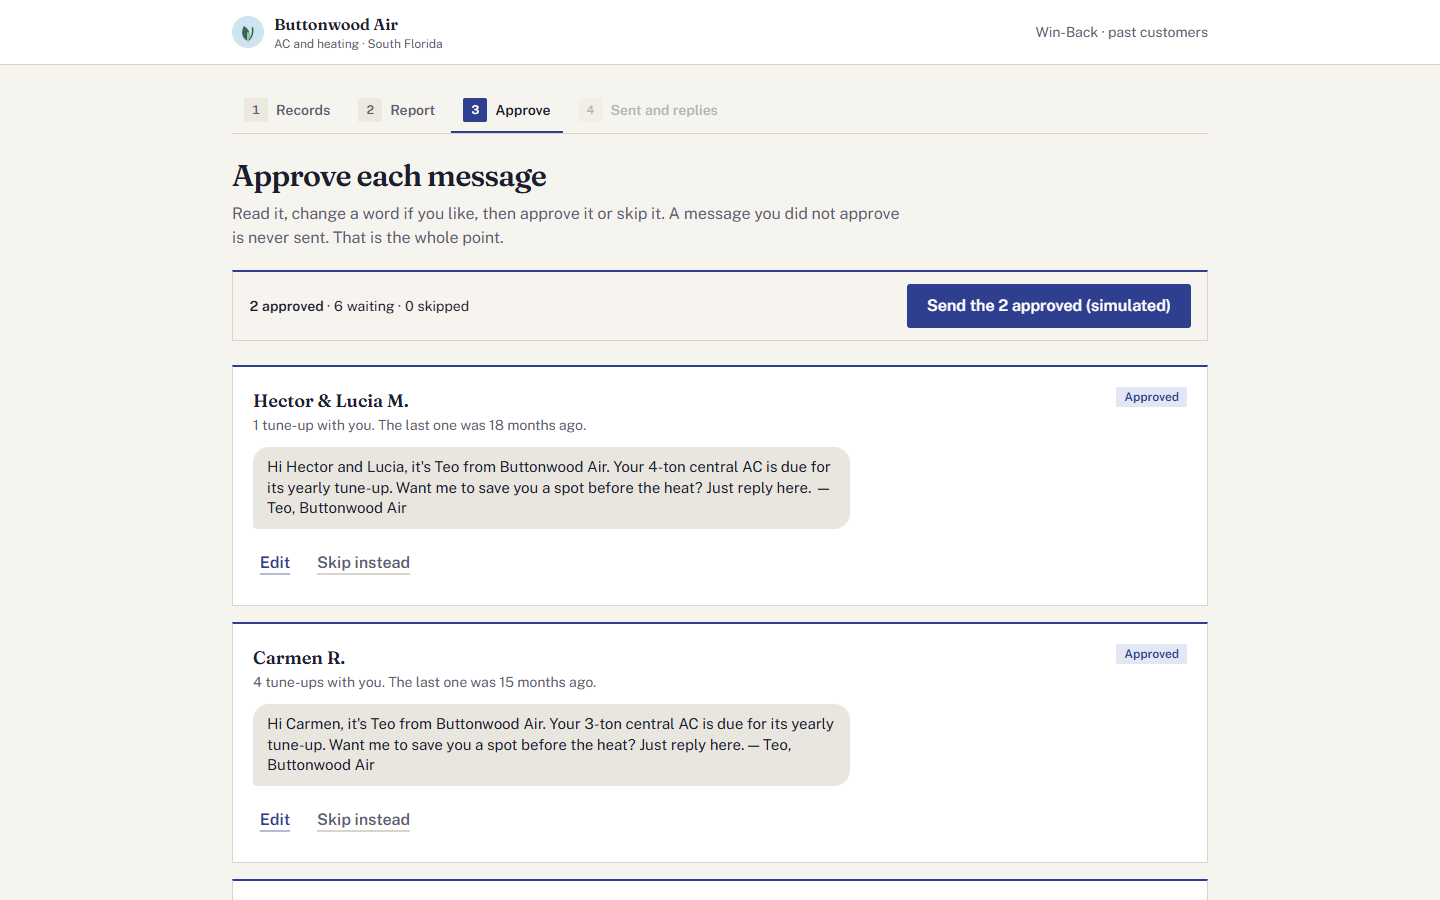 Buttonwood Air
AC and heating · South Florida
Win-Back · past customers
1 Records
2 Report
3 Approve
4 Sent and replies
Approve each message
Read it, change a word if you like, then approve it or skip it. A message you did not approve
is never sent. That is the whole point.
2 approved · 6 waiting · 0 skipped
Send the 2 approved (simulated)
Hector & Lucia M.
Approved
1 tune-up with you. The last one was 18 months ago.
Hi Hector and Lucia, it's Teo from Buttonwood Air. Your 4-ton central AC is due for
its yearly tune-up. Want me to save you a spot before the heat? Just reply here. —
Teo, Buttonwood Air
Edit
Skip instead
Carmen R.
Approved
4 tune-ups with you. The last one was 15 months ago.
Hi Carmen, it's Teo from Buttonwood Air. Your 3-ton central AC is due for its yearly
tune-up. Want me to save you a spot before the heat? Just reply here. — Teo,
Buttonwood Air
Edit
Skip instead